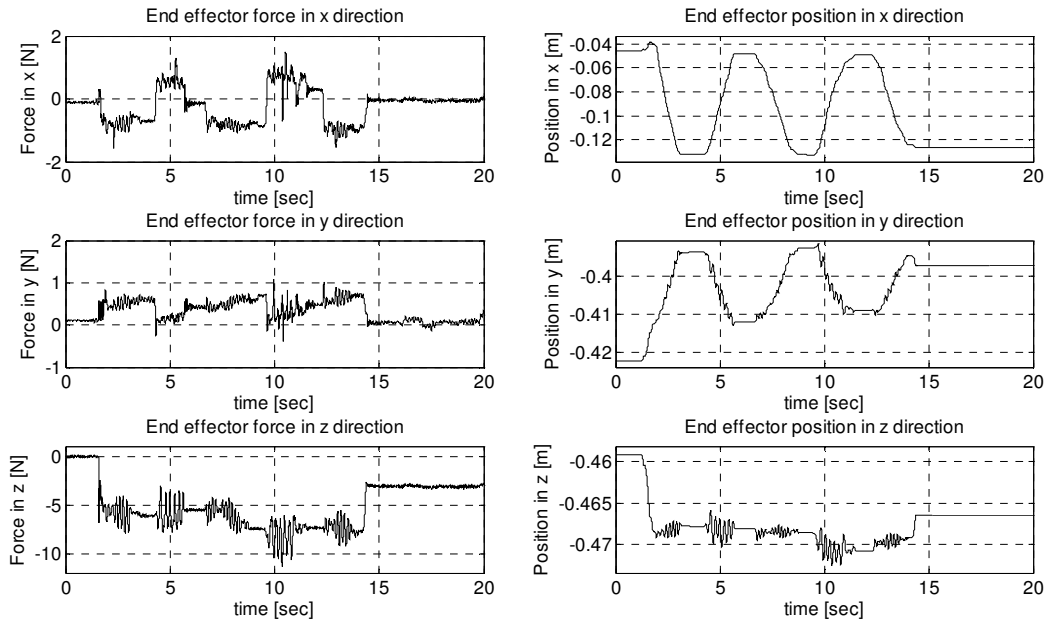 End effector force in x direction
Force in x [N]
2
0
-2
0 5 10 15 20
time [sec]
End effector position in x direction
Position in x [m]
-0.04
-0.06
-0.08
-0.1
-0.12
0 5 10 15 20
time [sec]
End effector force in y direction
Force in y [N]
2
1
0
-1
0 5 10 15 20
time [sec]
End effector position in y direction
Position in y [m]
-0.4
-0.41
-0.42
0 5 10 15 20
time [sec]
End effector force in z direction
Force in z [N]
0
-5
-10
0 5 10 15 20
time [sec]
End effector position in z direction
Position in z [m]
-0.46
-0.465
-0.47
0 5 10 15 20
time [sec]